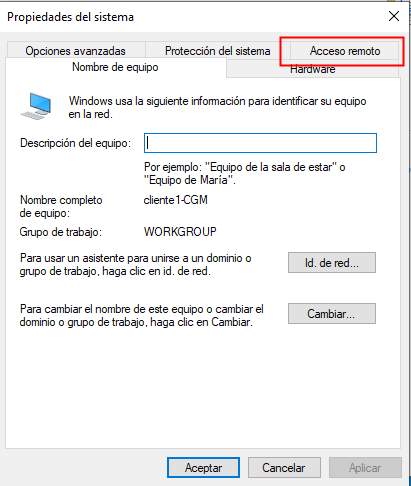 Propiedades del sistema
Opciones avanzadas
Protección del sistema
Acceso remoto
Nombre de equipo
Hardware
Windows usa la siguiente información para identificar su equipo
en la red.
Descripción del equipo:
Por ejemplo: "Equipo de la sala de estar" o
"Equipo de María".
Nombre completo
de equipo:
cliente1-CGM
Grupo de trabajo:
WORKGROUP
Para usar un asistente para unirse a un dominio o
grupo de trabajo, haga clic en id. de red.
Id. de red...
Para cambiar el nombre de este equipo o cambiar el
dominio o grupo de trabajo, haga clic en Cambiar.
Cambiar...
Aceptar
Cancelar
Aplicar